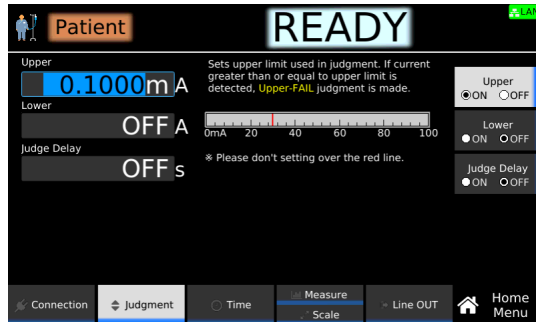 Patient
READY
LAN
Upper
0.1000m A
Lower
OFF A
Judge Delay
OFF s
Sets upper limit used in judgment. If current
greater than or equal to upper limit is
detected, Upper-FAIL judgment
is made.
0mA 20 40 60 80 100
※ Please don't setting over the red line.
Upper
ON OFF
Lower
ON OFF
Judge Delay
ON OFF
Connection
Judgment
Time
Measure
Scale
Line OUT
Home
Menu